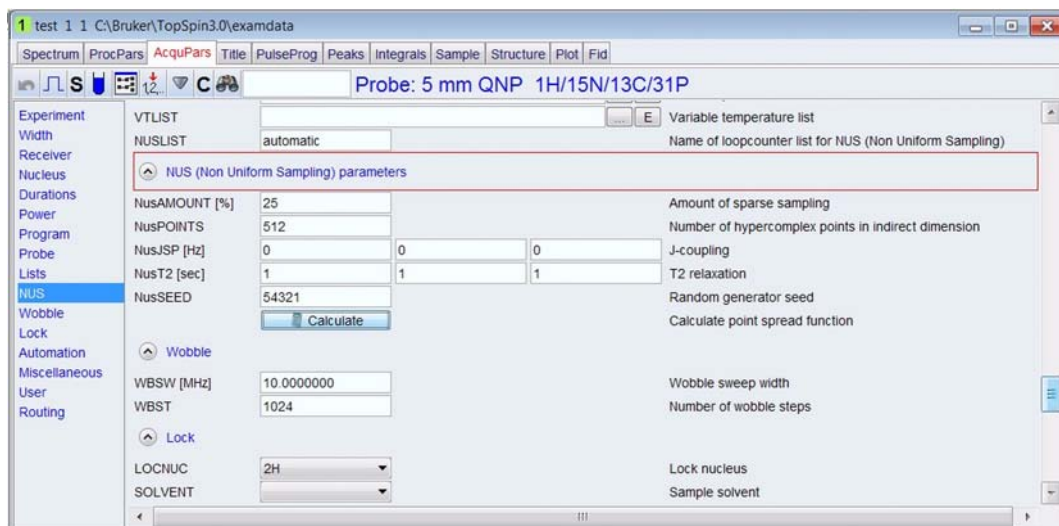 1 test 1 1 C:\Bruker\TopSpin3.0\examdata
Spectrum ProcPars AcquPars Title PulseProg Peaks Integrals Sample Structure Plot Fid
S 1,2... C Probe: 5 mm QNP 1H/15N/13C/31P
Experiment
Width
Receiver
Nucleus
Durations
Power
Program
Probe
Lists
NUS
Wobble
Lock
Automation
Miscellaneous
User
Routing
VTLIST ... E Variable temperature list
NUSLIST automatic Name of loopcounter list for NUS (Non Uniform Sampling)
NUS (Non Uniform Sampling) parameters
NusAMOUNT [%] 25 Amount of sparse sampling
NusPOINTS 512 Number of hypercomplex points in indirect dimension
NusJSP [Hz] 0 0 0 J-coupling
NusT2 [sec] 1 1 1 T2 relaxation
NusSEED 54321 Random generator seed
Calculate Calculate point spread function
Wobble
WBSW [MHz] 10.0000000 Wobble sweep width
WBST 1024 Number of wobble steps
Lock
LOCNUC 2H Lock nucleus
SOLVENT Sample solvent